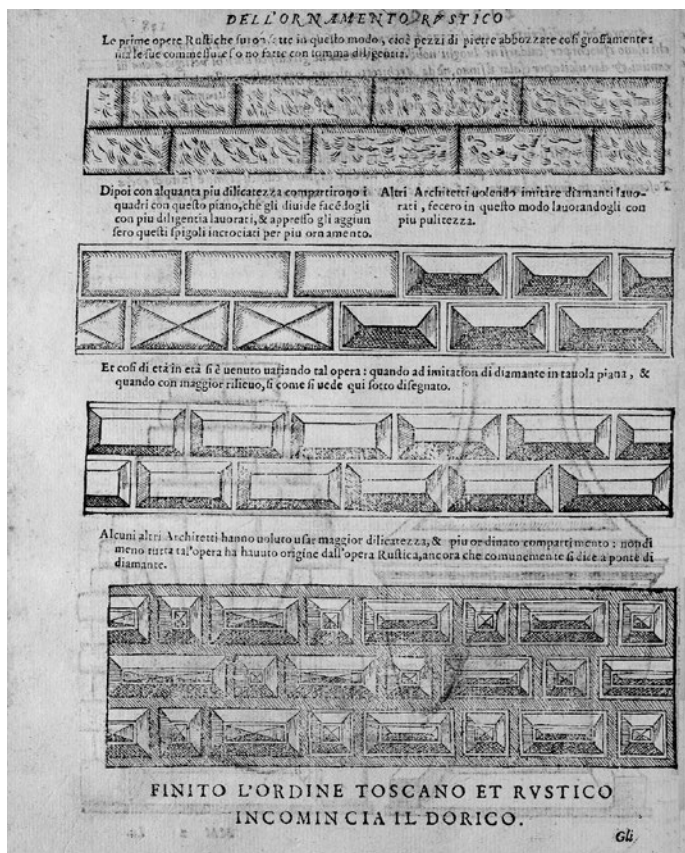 DELL'ORNAMENTO RVSTICO
Le prime opere Rustiche furon fatte in questo modo, cioè pezzi di pietre abbozzate cosi grossamente:
ma le sue commessure so no fatte con somma diligentia.
Dipoi con alquanta piu dilicatezza compartirono i
quadri con questo piano, che gli diuide facẽdogli
con piu diligentia lauorati, & appresso gli aggiun
sero questi spigoli incrociati per piu ornamento.
Altri Architetti uolendo imitare diamanti lauo-
rati, fecero in questo modo lauorandogli con
piu pulitezza.
Et cosi di età in età si è uenuto uariando tal opera: quando ad imitation di diamante in tauola piana, &
quando con maggior rilieuo, si come si uede qui sotto disegnato.
Alcuni altri Architetti hanno uoluto usar maggior dilicatezza, & piu ordinato compartimento: nondi
meno tutta tal'opera ha hauuto origine dall'opera Rustica, ancora che comunemente si dice a ponte di
diamante.
FINITO L'ORDINE TOSCANO ET RVSTICO
INCOMINCIA IL DORICO.
Gli